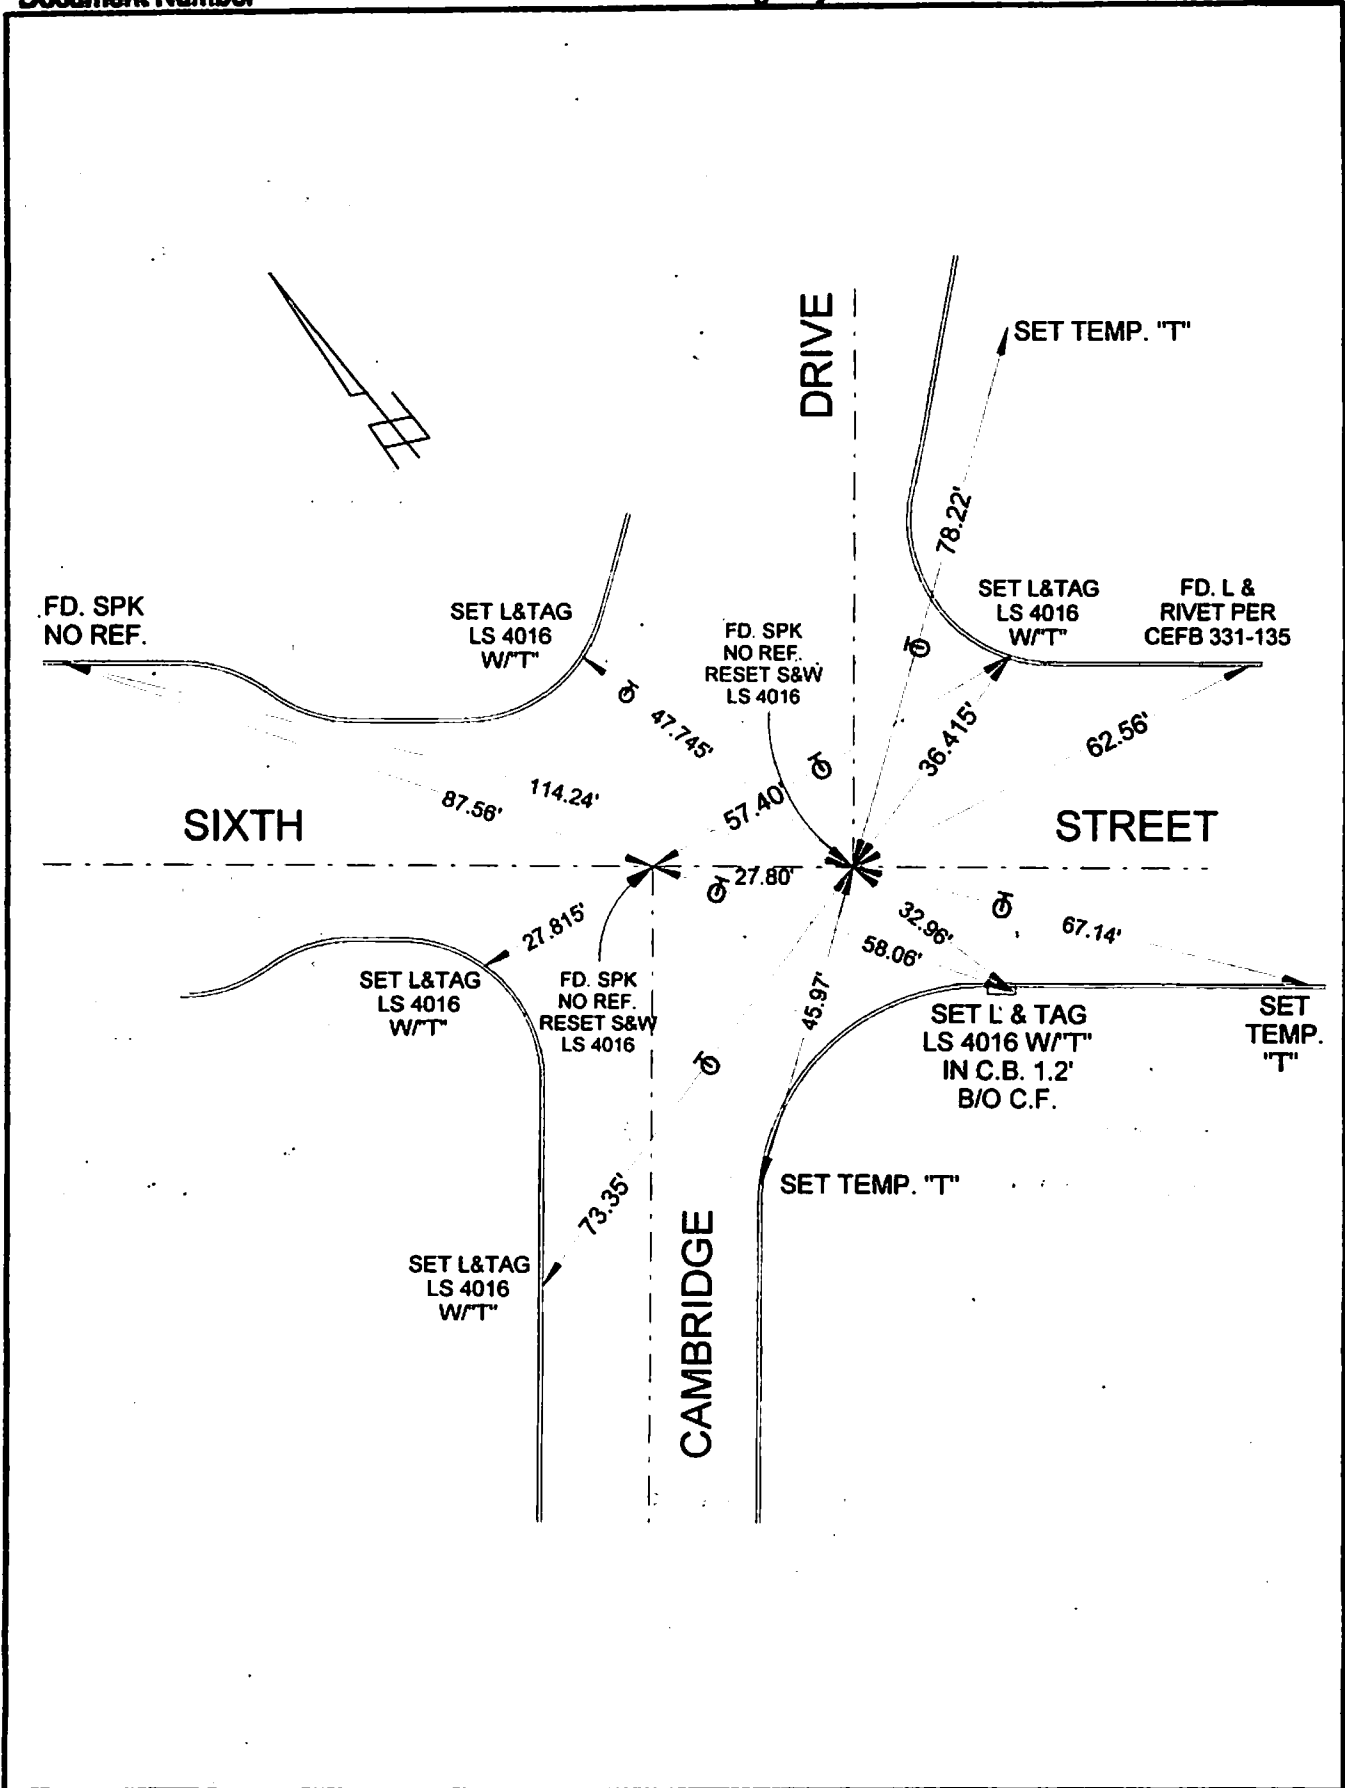 Document Number
DRIVE
SET TEMP. "T"
78.22'
FD. SPK
NO REF.
SET L&TAG
LS 4016
W/"T"
FD. SPK
NO REF.
RESET S&W
LS 4016
SET L&TAG
LS 4016
W/"T"
FD. L &
RIVET PER
CEFB 331-135
47.745'
36.415'
62.56'
87.56'
114.24'
57.40'
SIXTH
STREET
27.80'
27.815'
32.96'
58.06'
67.14'
45.97'
SET L&TAG
LS 4016
W/"T"
FD. SPK
NO REF.
RESET S&W
LS 4016
SET L & TAG
LS 4016 W/"T"
IN C.B. 1.2'
B/O C.F.
SET
TEMP.
"T"
73.35'
SET TEMP. "T"
SET L&TAG
LS 4016
W/"T"
CAMBRIDGE